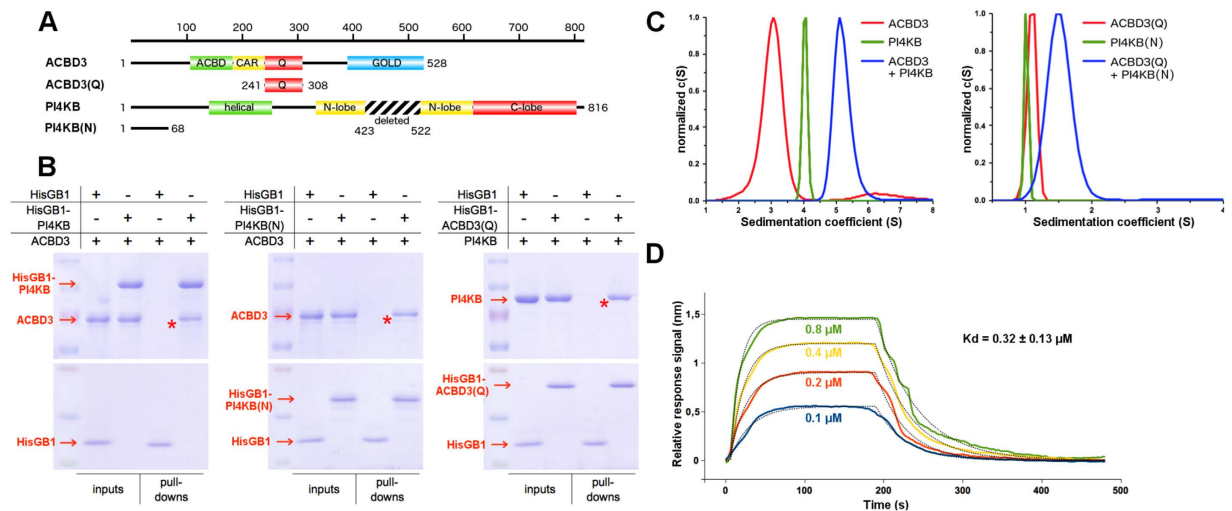 A
0 100 200 300 400 500 600 700 800
ACBD3 1 ACBD CAR Q GOLD 528
ACBD3(Q) 241 Q 308
PI4KB 1 helical N-lobe N-lobe C-lobe 816
deleted
PI4KB(N) 1 68 423 522
B
HisGB1 + - + -
HisGB1-
PI4KB - + - +
ACBD3 + + + +
HisGB1-
PI4KB
ACBD3
*
HisGB1
inputs pull-
downs
HisGB1 + - + -
HisGB1-
PI4KB(N) - + - +
ACBD3 + + + +
ACBD3
*
HisGB1-
PI4KB(N)
HisGB1
inputs pull-
downs
HisGB1 + - + -
HisGB1-
ACBD3(Q) - + - +
PI4KB + + + +
PI4KB
*
HisGB1-
ACBD3(Q)
HisGB1
inputs pull-
downs
C
normalized c(S)
1.0
0.8
0.6
0.4
0.2
0.0
1 2 3 4 5 6 7 8
Sedimentation coefficient (S)
ACBD3
PI4KB
ACBD3
+ PI4KB
normalized c(S)
1.0
0.8
0.6
0.4
0.2
0.0
1 2 3 4
Sedimentation coefficient (S)
ACBD3(Q)
PI4KB(N)
ACBD3(Q)
+ PI4KB(N)
D
Relative response signal (nm)
1,5
1
0,5
0
0.8 µM
0.4 µM
0.2 µM
0.1 µM
Kd = 0.32 ± 0.13 µM
0 100 200 300 400 500
Time (s)